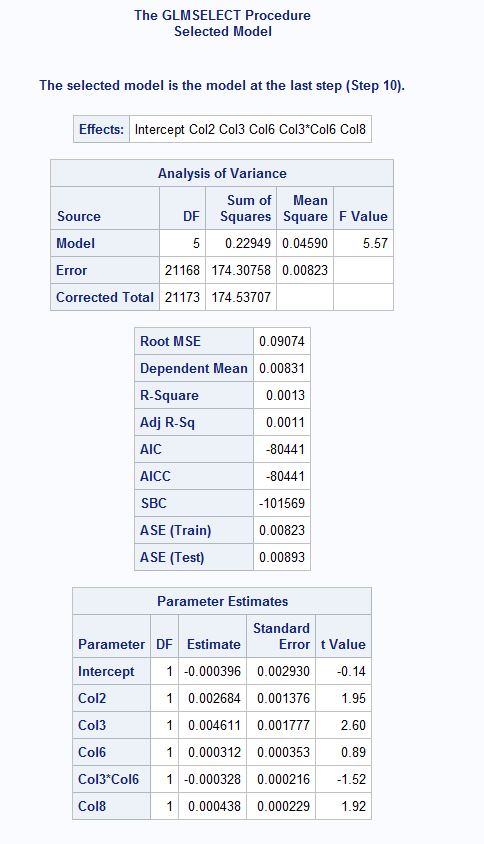 The GLMSELECT Procedure
Selected Model
The selected model is the model at the last step (Step 10).
Effects: Intercept Col2 Col3 Col6 Col3*Col6 Col8
Analysis of Variance
Source DF Sum of Squares Mean Square F Value
Model 5 0.22949 0.04590 5.57
Error 21168 174.30758 0.00823
Corrected Total 21173 174.53707
Root MSE 0.09074
Dependent Mean 0.00831
R-Square 0.0013
Adj R-Sq 0.0011
AIC -80441
AICC -80441
SBC -101569
ASE (Train) 0.00823
ASE (Test) 0.00893
Parameter Estimates
Parameter DF Estimate Standard Error t Value
Intercept 1 -0.000396 0.002930 -0.14
Col2 1 0.002684 0.001376 1.95
Col3 1 0.004611 0.001777 2.60
Col6 1 0.000312 0.000353 0.89
Col3*Col6 1 -0.000328 0.000216 -1.52
Col8 1 0.000438 0.000229 1.92